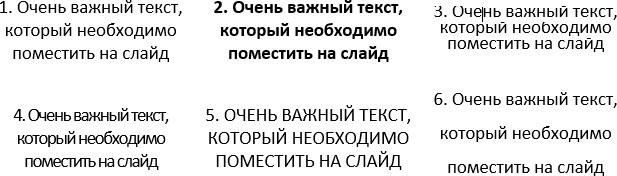 1. Очень важный текст,
который необходимо
поместить на слайд
2. Очень важный текст,
который необходимо
поместить на слайд
3. Очень важный текст,
который необходимо
поместить на слайд
4. Очень важный текст,
который необходимо
поместить на слайд
5. ОЧЕНЬ ВАЖНЫЙ ТЕКСТ,
КОТОРЫЙ НЕОБХОДИМО
ПОМЕСТИТЬ НА СЛАЙД
6. Очень важный текст,
который необходимо
поместить на слайд